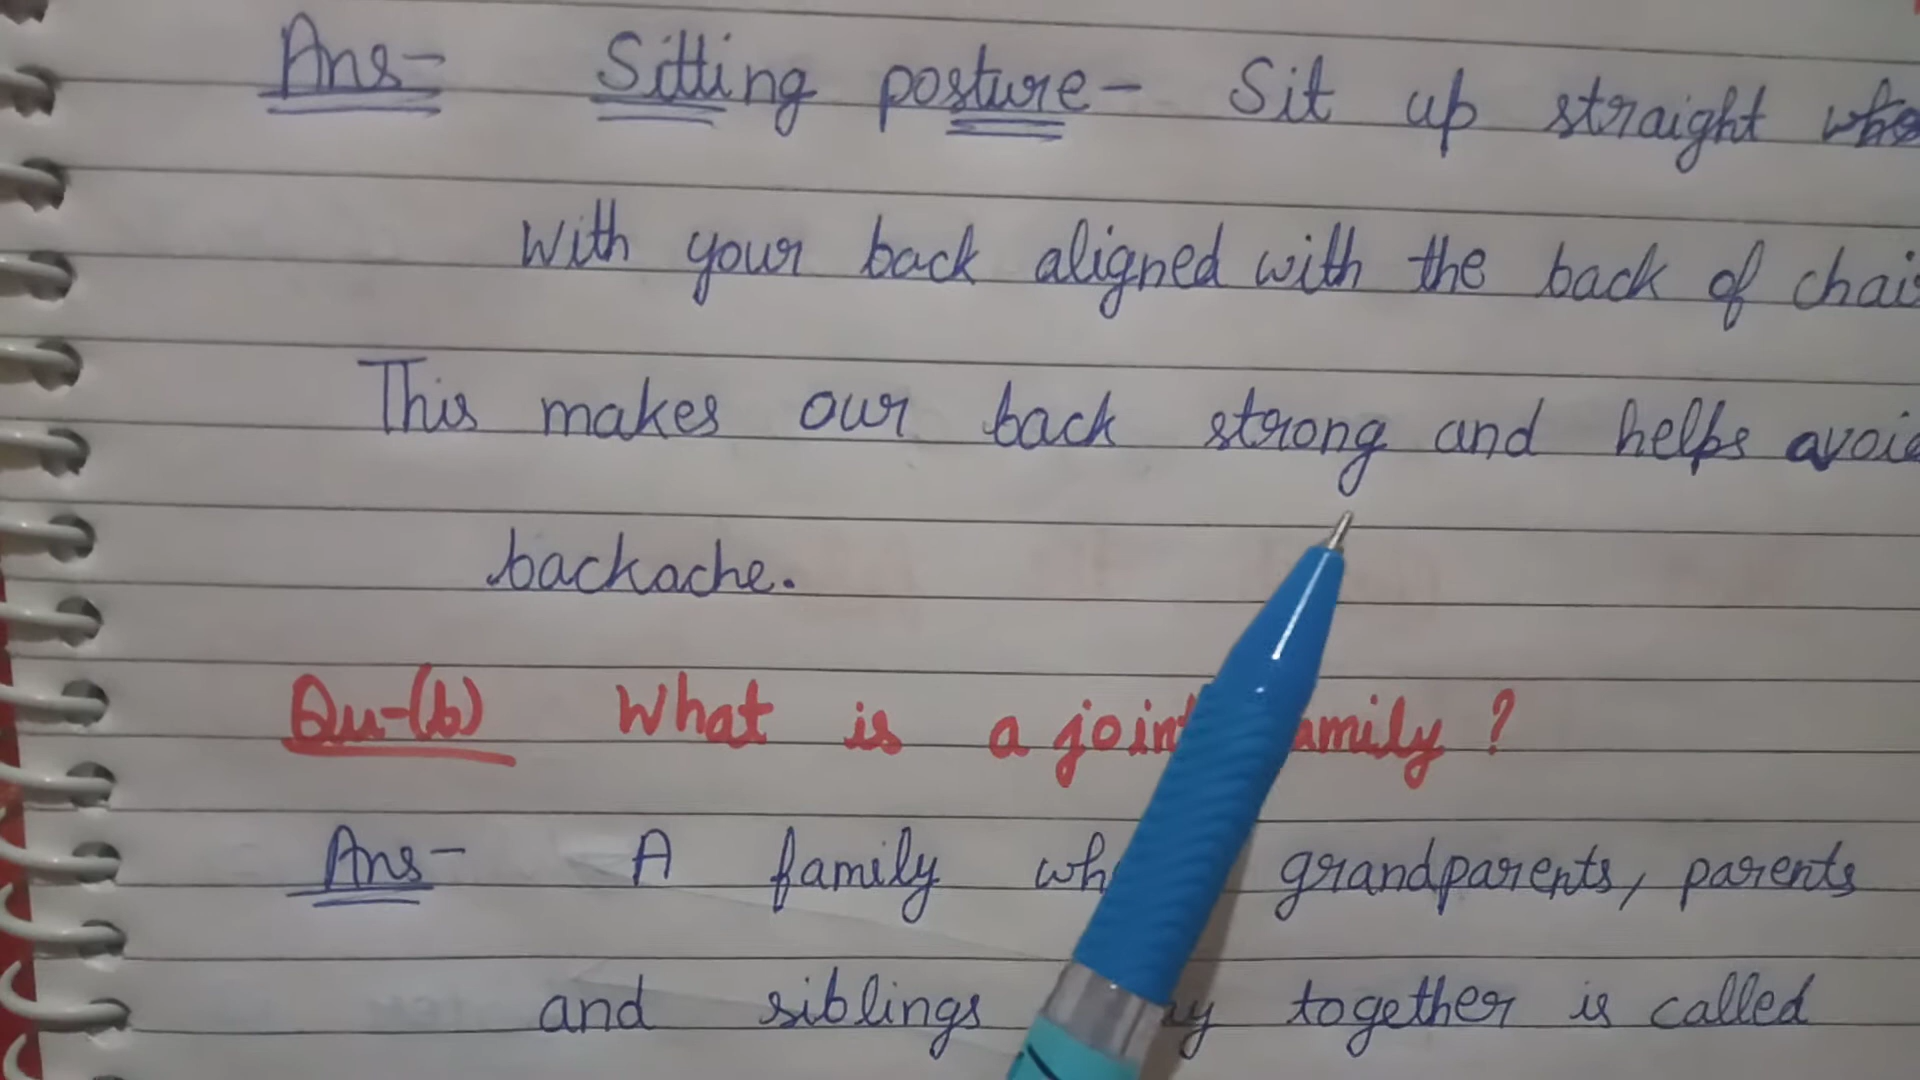 Ans- Sitting posture- Sit up straight
with your back aligned with the back of
This makes our back strong and helps
backache.
Qu-(b) What is a joint ?
Ans- A family grandparents, parents
and siblings together is called